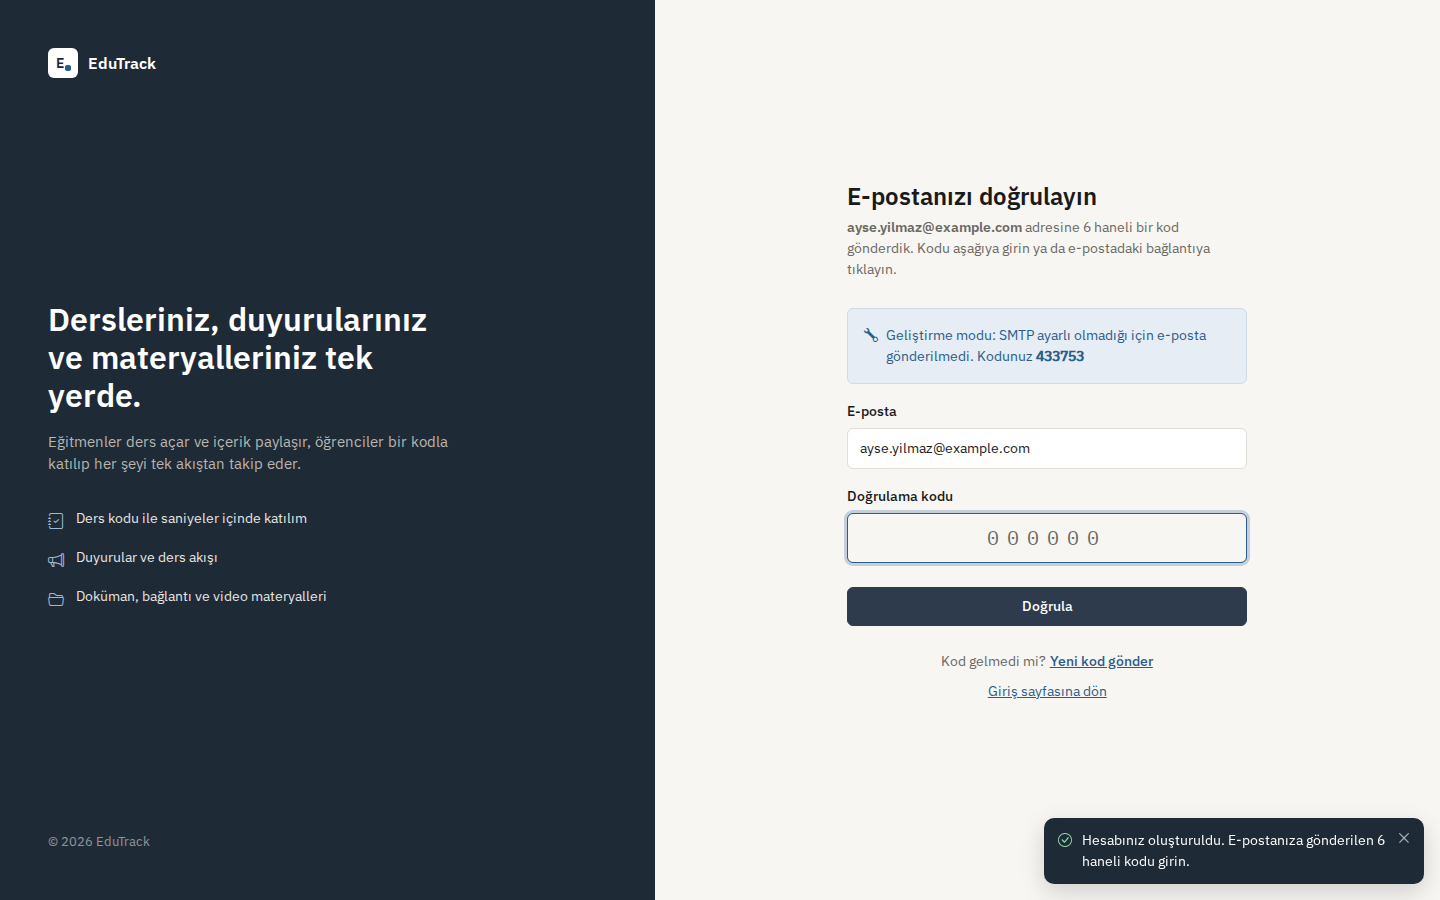 E.
EduTrack
Dersleriniz, duyurularınız
ve materyalleriniz tek
yerde.
Eğitmenler ders açar ve içerik paylaşır, öğrenciler bir kodla
katılıp her şeyi tek akıştan takip eder.
Ders kodu ile saniyeler içinde katılım
Duyurular ve ders akışı
Doküman, bağlantı ve video materyalleri
© 2026 EduTrack
E-postanızı doğrulayın
ayse.yilmaz@example.com adresine 6 haneli bir kod
gönderdik. Kodu aşağıya girin ya da e-postadaki bağlantıya
tıklayın.
Geliştirme modu: SMTP ayarlı olmadığı için e-posta
gönderilmedi. Kodunuz 433753
E-posta
ayse.yilmaz@example.com
Doğrulama kodu
000000
Doğrula
Kod gelmedi mi? Yeni kod gönder
Giriş sayfasına dön
Hesabınız oluşturuldu. E-postanıza gönderilen 6
haneli kodu girin.